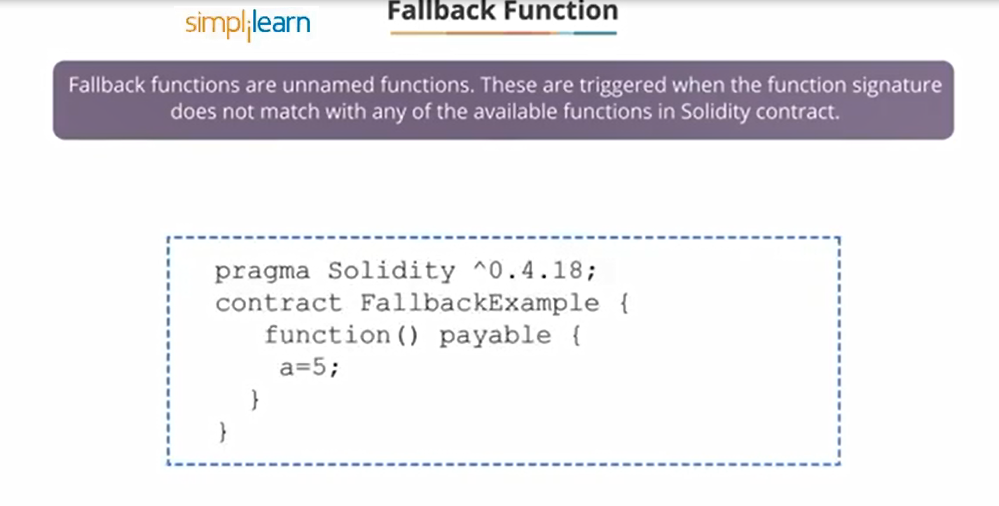 simplilearn
Fallback Function
Fallback functions are unnamed functions. These are triggered when the function signature
does not match with any of the available functions in Solidity contract.
pragma Solidity ^0.4.18;
contract FallbackExample {
function() payable {
a=5;
}
}